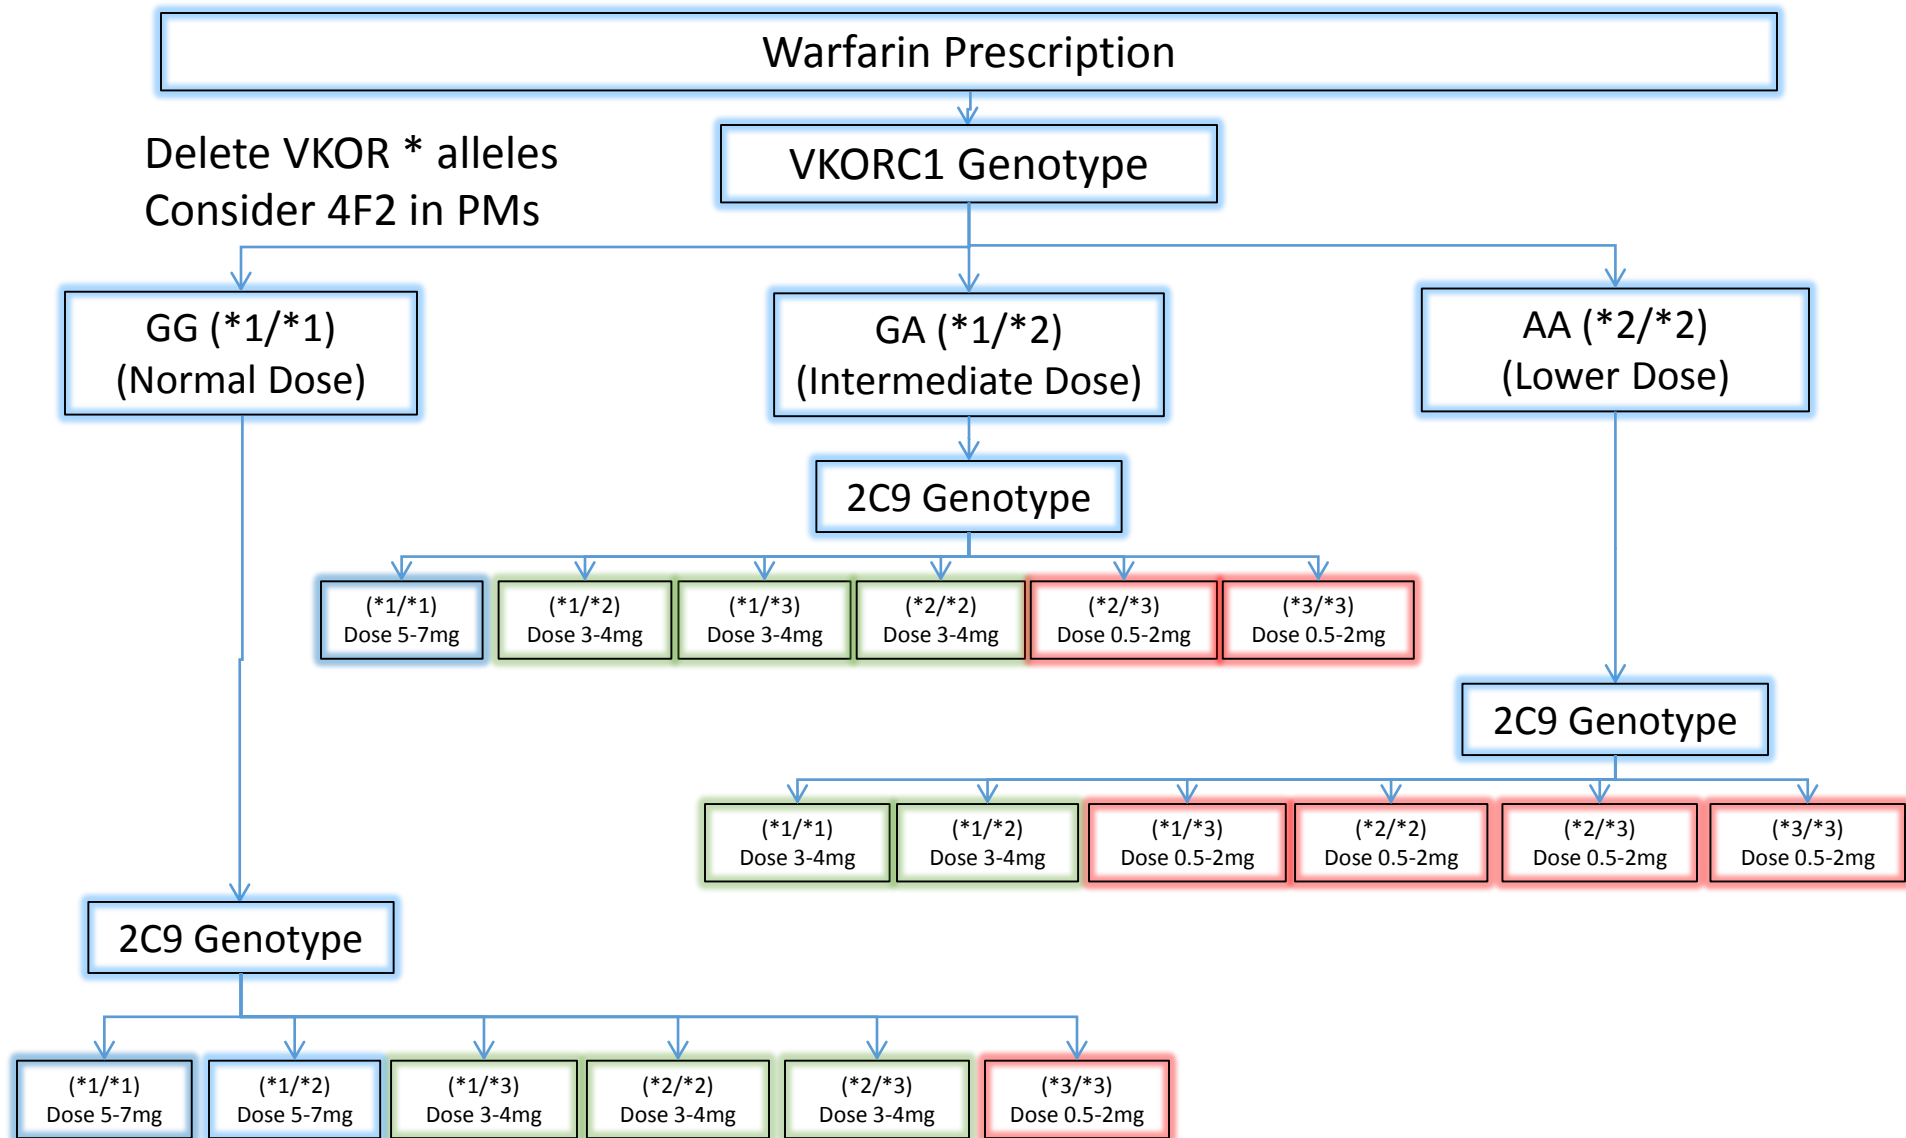 Warfarin Prescription
Delete VKOR * alleles
Consider 4F2 in PMs
VKORC1 Genotype
GG (*1/*1)
(Normal Dose)
GA (*1/*2)
(Intermediate Dose)
AA (*2/*2)
(Lower Dose)
2C9 Genotype
(*1/*1)
Dose 5-7mg
(*1/*2)
Dose 3-4mg
(*1/*3)
Dose 3-4mg
(*2/*2)
Dose 3-4mg
(*2/*3)
Dose 0.5-2mg
(*3/*3)
Dose 0.5-2mg
2C9 Genotype
(*1/*1)
Dose 3-4mg
(*1/*2)
Dose 3-4mg
(*1/*3)
Dose 0.5-2mg
(*2/*2)
Dose 0.5-2mg
(*2/*3)
Dose 0.5-2mg
(*3/*3)
Dose 0.5-2mg
2C9 Genotype
(*1/*1)
Dose 5-7mg
(*1/*2)
Dose 5-7mg
(*1/*3)
Dose 3-4mg
(*2/*2)
Dose 3-4mg
(*2/*3)
Dose 3-4mg
(*3/*3)
Dose 0.5-2mg